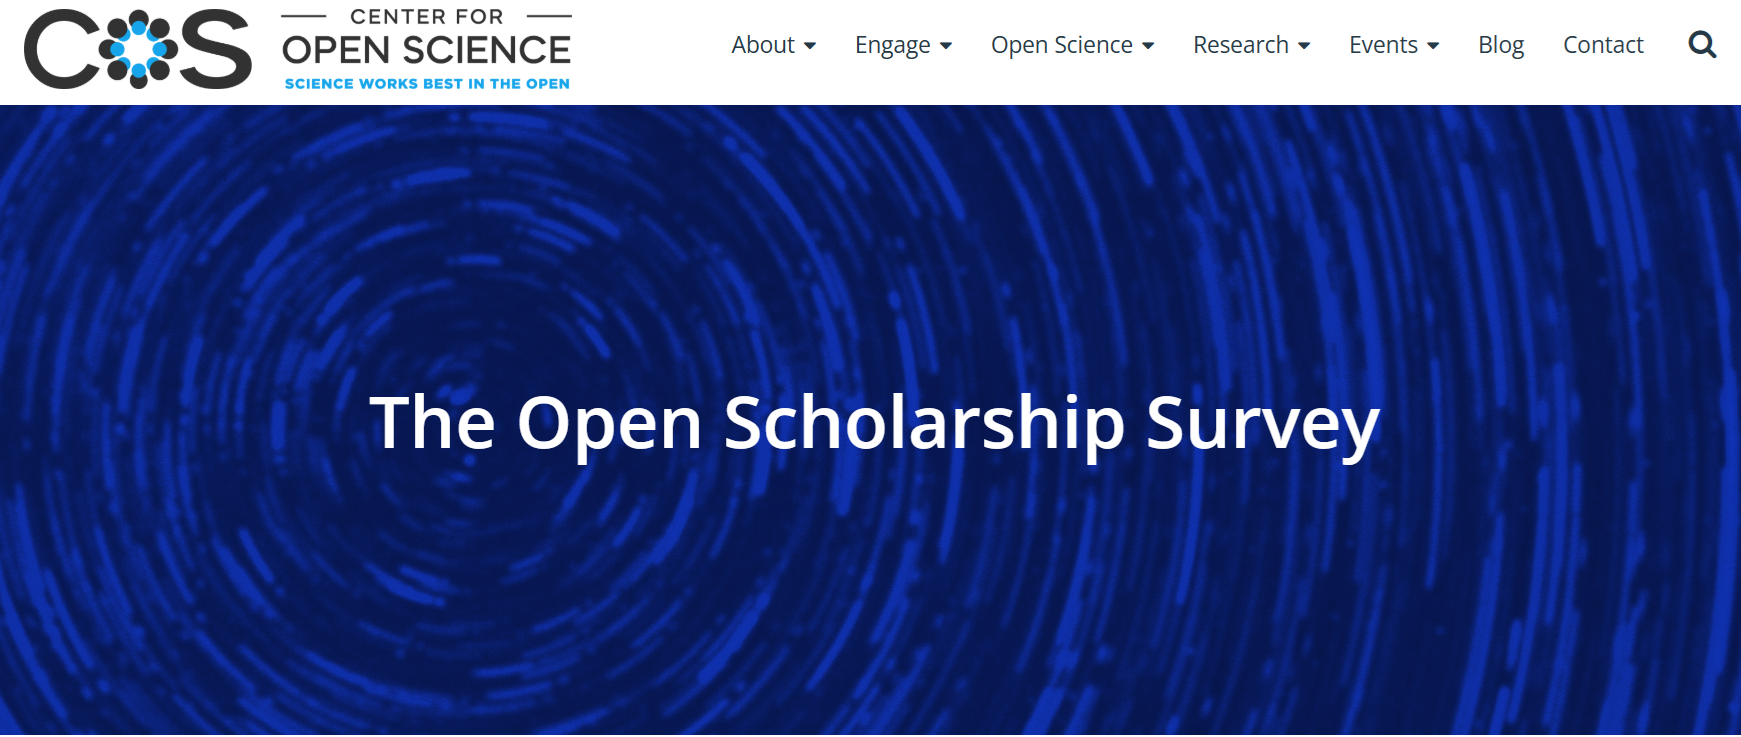 COS
CENTER FOR
OPEN SCIENCE
SCIENCE WORKS BEST IN THE OPEN
About Engage Open Science Research Events Blog Contact
The Open Scholarship Survey